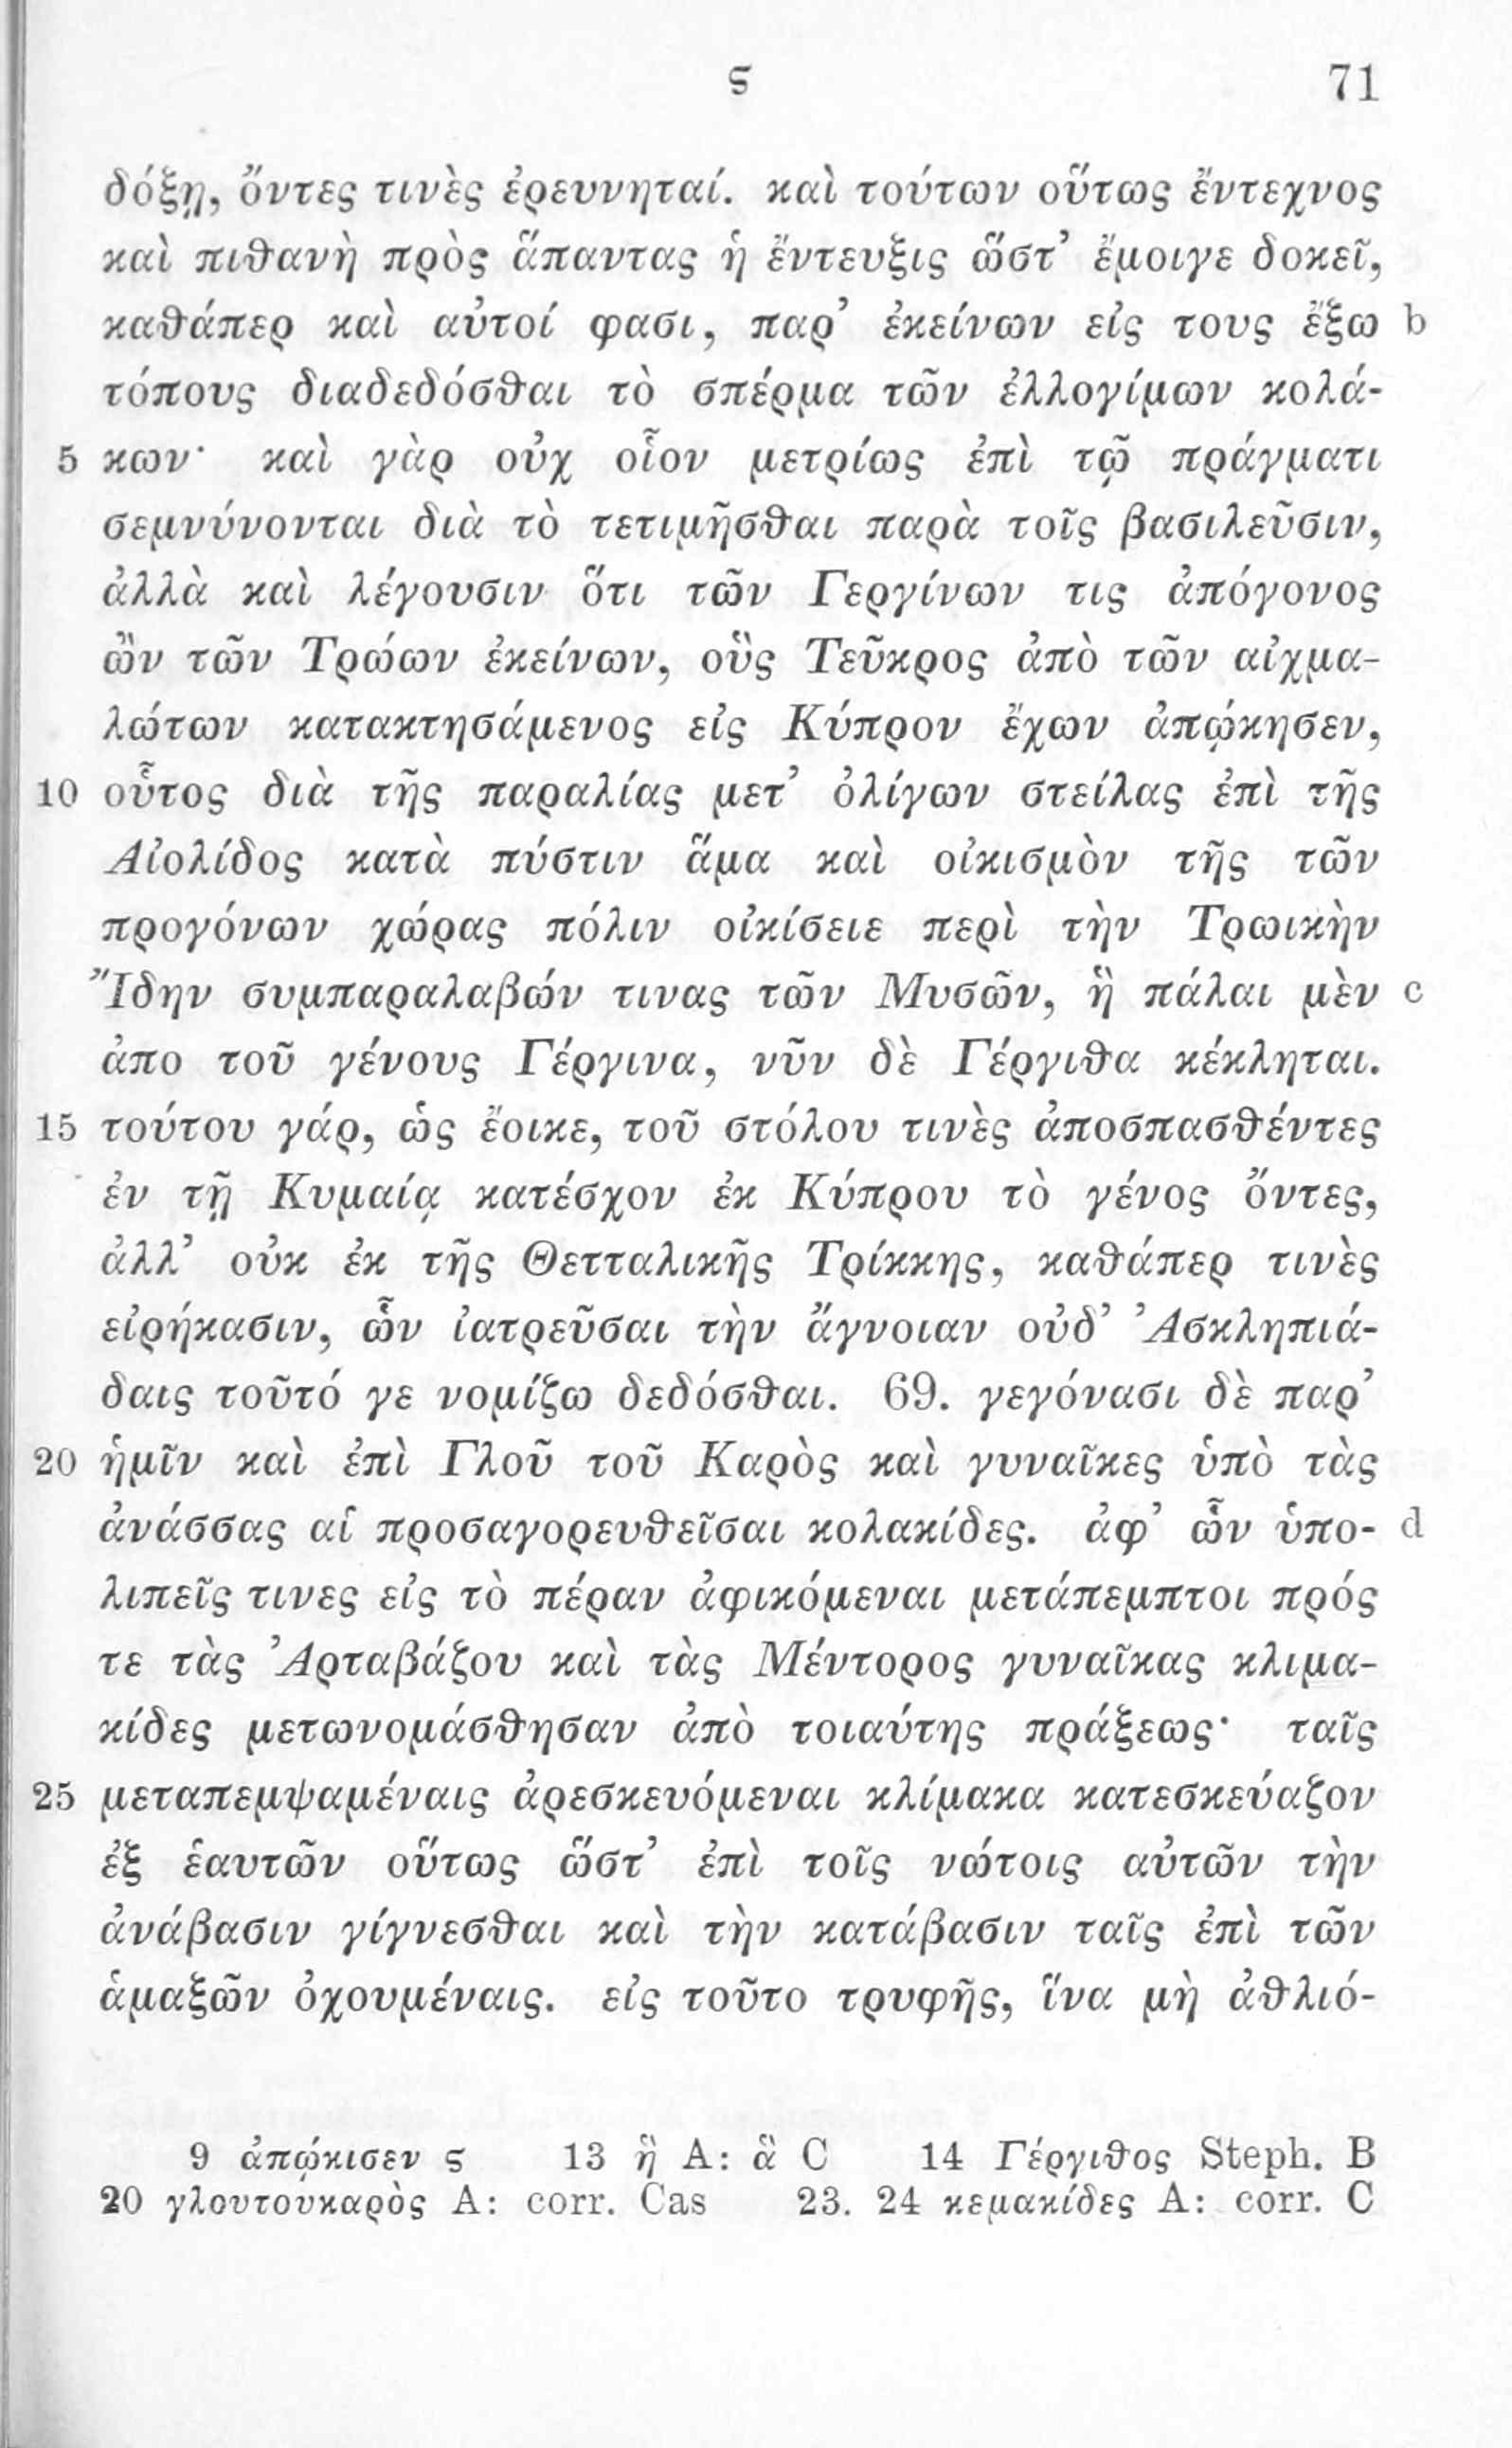 ς 71
δόξῃ, ὄντες τινὲς ἐρευνηταί. καὶ τούτων οὕτως ἔντεχνος
καὶ πιθανὴ πρὸς ἅπαντας ἡ ἔντευξις ὥστ’ ἔμοιγε δοκεῖ,
καθάπερ καὶ αὐτοί φασι, παρ’ ἐκείνων εἰς τους ἔξω b
τόπους διαδεδόσθαι τὸ σπέρμα τῶν ἐλλογίμων κολά-
5 κων· καὶ γὰρ οὐχ οἷον μετρίως ἐπὶ τῷ πράγματι
σεμνύνονται διὰ τὸ τετιμῆσθαι παρὰ τοῖς βασιλεῦσιν,
ἀλλὰ καὶ λέγουσιν ὅτι τῶν Γεργίνων τις ἀπόγονος
ὢν τῶν Τρώων ἐκείνων, οὓς Τεῦκρος ἀπὸ τῶν αἰχμα-
λώτων κατακτησάμενος εἰς Κύπρον ἔχων ἀπῴκησεν,
10 οὗτος διὰ τῆς παραλίας μετ’ ὀλίγων στείλας ἐπὶ τῆς
Αἰολίδος κατὰ πύστιν ἅμα καὶ οἰκισμὸν τῆς τῶν
προγόνων χώρας πόλιν οἰκίσειε περὶ τὴν Τρωικὴν
Ἴδην συμπαραλαβών τινας τῶν Μυσῶν, ἣ πάλαι μὲν c
ἀπο τοῦ γένους Γέργινα, νῦν δὲ Γέργιθα κέκληται.
15 τούτου γάρ, ὡς ἔοικε, τοῦ στόλου τινὲς ἀποσπασθέντες
ἐν τῇ Κυμαίᾳ κατέσχον ἐκ Κύπρου τὸ γένος ὄντες,
ἀλλ’ οὐκ ἐκ τῆς Θετταλικῆς Τρίκκης, καθάπερ τινὲς
εἰρήκασιν, ὧν ἰατρεῦσαι τὴν ἄγνοιαν οὐδ’ Ἀσκληπιά-
δαις τοῦτό γε νομίζω δεδόσθαι. 69. γεγόνασι δὲ παρ’
20 ἡμῖν καὶ ἐπὶ Γλοῦ τοῦ Καρὸς καὶ γυναῖκες ὑπὸ τὰς
ἀνάσσας αἱ προσαγορευθεῖσαι κολακίδες. ἀφ’ ὧν ὑπο- d
λιπεῖς τινες εἰς τὸ πέραν ἀφικόμεναι μετάπεμπτοι πρός
τε τὰς Ἀρταβάζου καὶ τὰς Μέντορος γυναῖκας κλιμα-
κίδες μετωνομάσθησαν ἀπὸ τοιαύτης πράξεως· ταῖς
25 μεταπεμψαμέναις ἀρεσκευόμεναι κλίμακα κατεσκεύαζον
ἐξ ἑαυτῶν οὕτως ὥστ’ ἐπὶ τοῖς νώτοις αὐτῶν τὴν
ἀνάβασιν γίγνεσθαι καὶ τὴν κατάβασιν ταῖς ἐπὶ τῶν
ἁμαξῶν ὀχουμέναις. εἰς τοῦτο τρυφῆς, ἵνα μὴ ἀθλιό-
9 ἀπῴκισεν ς 13 ἣ A: ἃ C 14 Γέργιθος Steph. B
20 γλουτουκαρὸς A: corr. Cas 23. 24 κεμακίδες A: corr. C